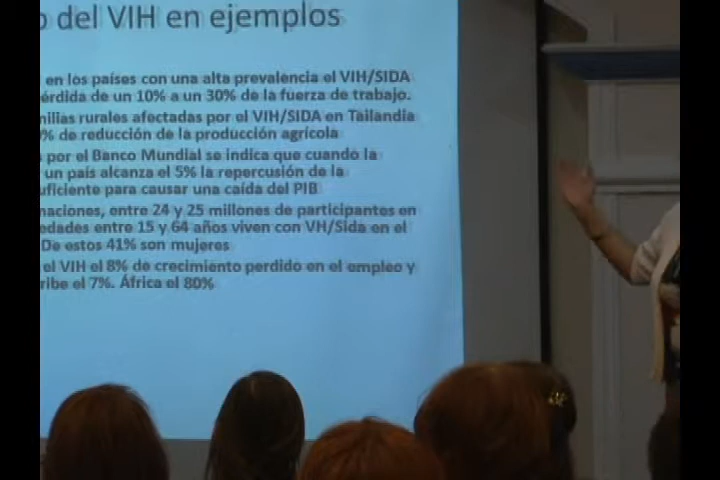 del VIH en ejemplos
en los países con una alta prevalencia el VIH/SIDA
érdida de un 10% a un 30% de la fuerza de trabajo.
milias rurales afectadas por el VIH/SIDA en Tailandia
% de reducción de la producción agrícola
por el Banco Mundial se indica que cuando la
un país alcanza el 5% la repercusión de la
uficiente para causar una caída del PIB
naciones, entre 24 y 25 millones de participantes en
edades entre 15 y 64 años viven con VH/Sida en el
De estos 41% son mujeres
el VIH el 8% de crecimiento perdido en el empleo y
ribe el 7%. África el 80%